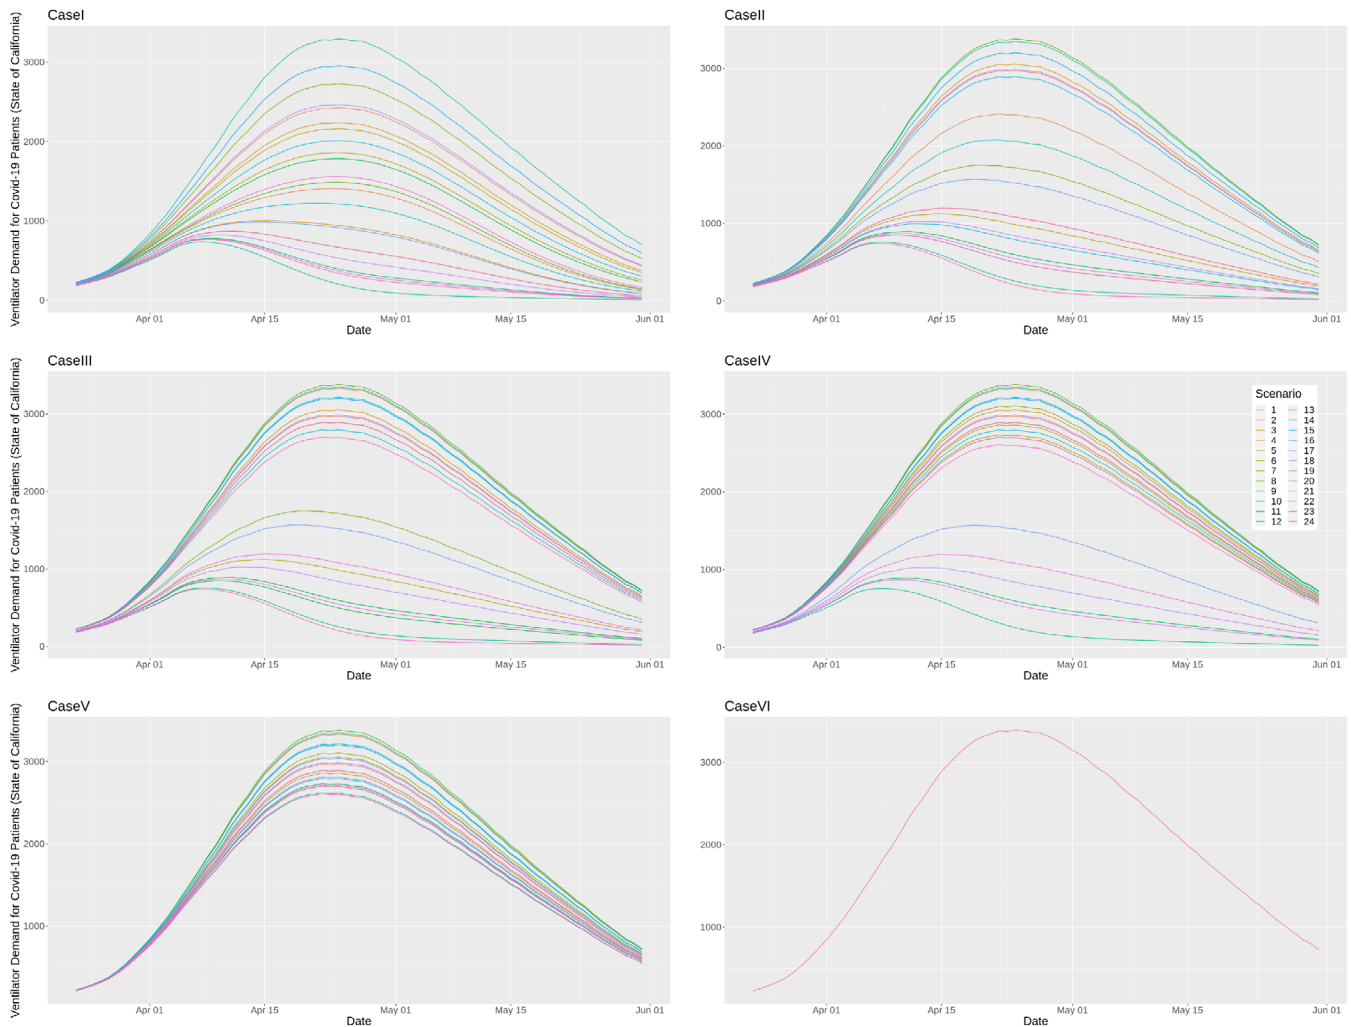 CaseI
Ventilator Demand for Covid-19 Patients (State of California)
3000
2000
1000
0
Apr 01 Apr 15 May 01 May 15 Jun 01
Date
CaseII
3000
2000
1000
0
Apr 01 Apr 15 May 01 May 15 Jun 01
Date
CaseIII
Ventilator Demand for Covid-19 Patients (State of California)
3000
2000
1000
0
Apr 01 Apr 15 May 01 May 15 Jun 01
Date
CaseIV
3000
2000
1000
0
Apr 01 Apr 15 May 01 May 15 Jun 01
Date
Scenario
1 13
2 14
3 15
4 16
5 17
6 18
7 19
8 20
9 21
10 22
11 23
12 24
CaseV
Ventilator Demand for Covid-19 Patients (State of California)
3000
2000
1000
Apr 01 Apr 15 May 01 May 15 Jun 01
Date
CaseVI
3000
2000
1000
Apr 01 Apr 15 May 01 May 15 Jun 01
Date